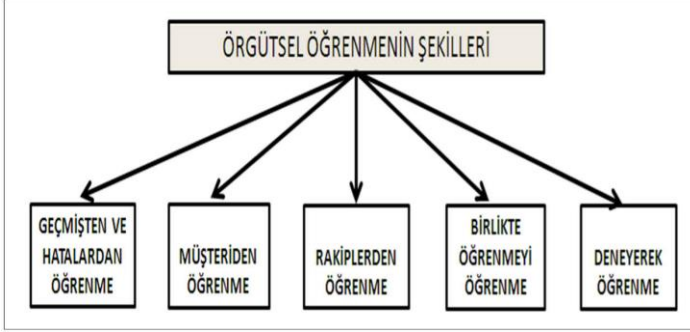 ÖRGÜTSEL ÖĞRENMENİN ŞEKİLLERİ
GEÇMİŞTEN VE
HATALARDAN
ÖĞRENME
MÜŞTERİDEN
ÖĞRENME
RAKİPLERDEN
ÖĞRENME
BİRLİKTE
ÖĞRENMEYİ
ÖĞRENME
DENEYEREK
ÖĞRENME